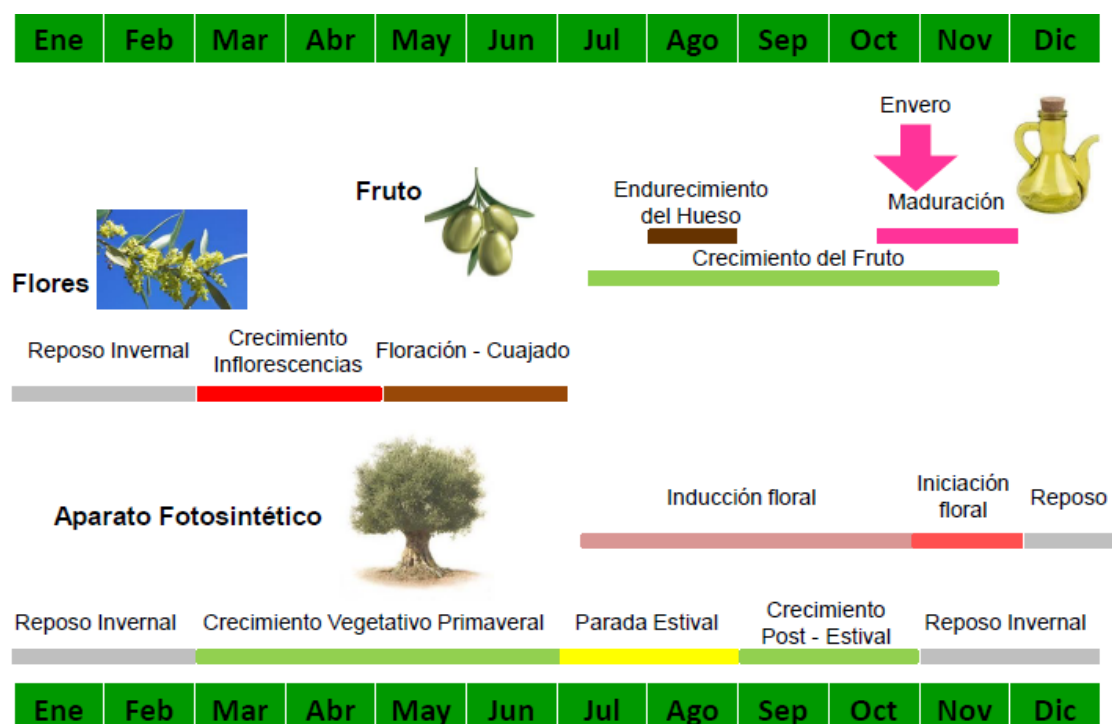 Ene Feb Mar Abr May Jun Jul Ago Sep Oct Nov Dic
Envero
Fruto
Endurecimiento
del Hueso
Maduración
Crecimiento del Fruto
Flores
Reposo Invernal
Crecimiento
Inflorescencias
Floración - Cuajado
Aparato Fotosintético
Inducción floral
Iniciación
floral
Reposo
Reposo Invernal
Crecimiento Vegetativo Primaveral
Parada Estival
Crecimiento
Post - Estival
Reposo Invernal
Ene Feb Mar Abr May Jun Jul Ago Sep Oct Nov Dic